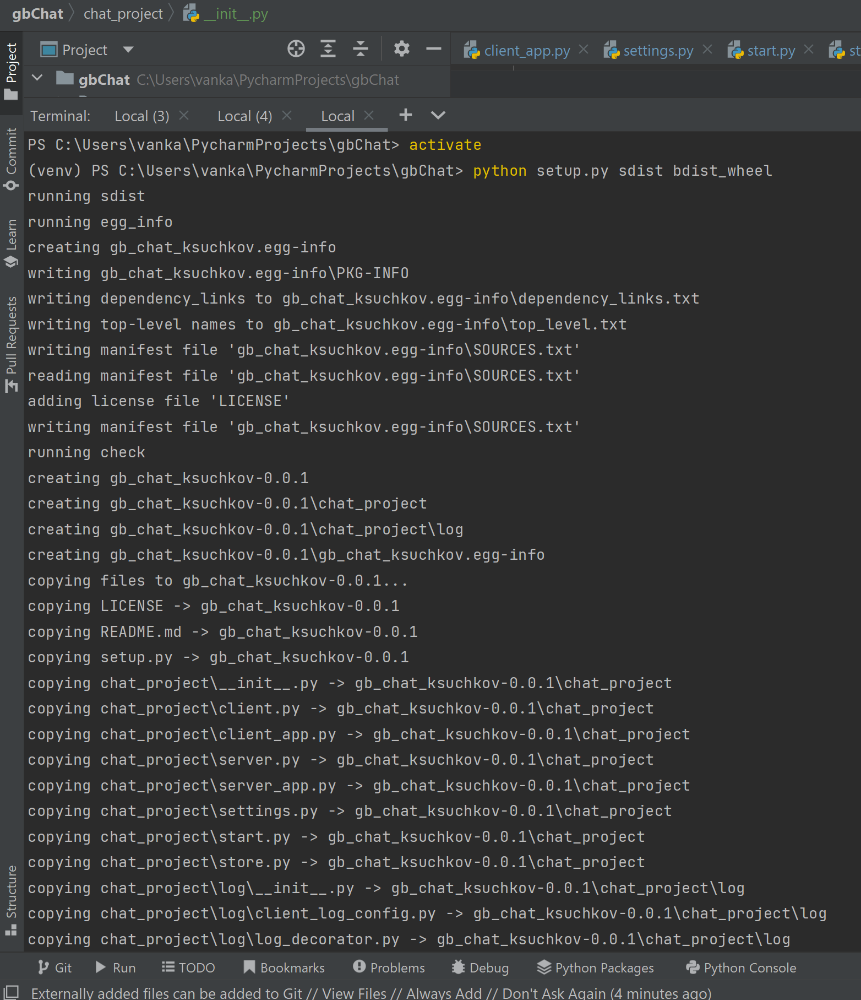 gbChat chat_project __init__.py
Project
client_app.py settings.py start.py st
gbChat C:\Users\vanka\PycharmProjects\gbChat
Terminal: Local (3) Local (4) Local
PS C:\Users\vanka\PycharmProjects\gbChat> activate
(venv) PS C:\Users\vanka\PycharmProjects\gbChat> python setup.py sdist bdist_wheel
running sdist
running egg_info
creating gb_chat_ksuchkov.egg-info
writing gb_chat_ksuchkov.egg-info\PKG-INFO
writing dependency_links to gb_chat_ksuchkov.egg-info\dependency_links.txt
writing top-level names to gb_chat_ksuchkov.egg-info\top_level.txt
writing manifest file 'gb_chat_ksuchkov.egg-info\SOURCES.txt'
reading manifest file 'gb_chat_ksuchkov.egg-info\SOURCES.txt'
adding license file 'LICENSE'
writing manifest file 'gb_chat_ksuchkov.egg-info\SOURCES.txt'
running check
creating gb_chat_ksuchkov-0.0.1
creating gb_chat_ksuchkov-0.0.1\chat_project
creating gb_chat_ksuchkov-0.0.1\chat_project\log
creating gb_chat_ksuchkov-0.0.1\gb_chat_ksuchkov.egg-info
copying files to gb_chat_ksuchkov-0.0.1...
copying LICENSE -> gb_chat_ksuchkov-0.0.1
copying README.md -> gb_chat_ksuchkov-0.0.1
copying setup.py -> gb_chat_ksuchkov-0.0.1
copying chat_project\__init__.py -> gb_chat_ksuchkov-0.0.1\chat_project
copying chat_project\client.py -> gb_chat_ksuchkov-0.0.1\chat_project
copying chat_project\client_app.py -> gb_chat_ksuchkov-0.0.1\chat_project
copying chat_project\server.py -> gb_chat_ksuchkov-0.0.1\chat_project
copying chat_project\server_app.py -> gb_chat_ksuchkov-0.0.1\chat_project
copying chat_project\settings.py -> gb_chat_ksuchkov-0.0.1\chat_project
copying chat_project\start.py -> gb_chat_ksuchkov-0.0.1\chat_project
copying chat_project\store.py -> gb_chat_ksuchkov-0.0.1\chat_project
copying chat_project\log\__init__.py -> gb_chat_ksuchkov-0.0.1\chat_project\log
copying chat_project\log\client_log_config.py -> gb_chat_ksuchkov-0.0.1\chat_project\log
copying chat_project\log\log_decorator.py -> gb_chat_ksuchkov-0.0.1\chat_project\log
Project
Commit
Learn
Pull Requests
Structure
Git Run TODO Bookmarks Problems Debug Python Packages Python Console
Externally added files can be added to Git // View Files // Always Add // Don't Ask Again (4 minutes ago)